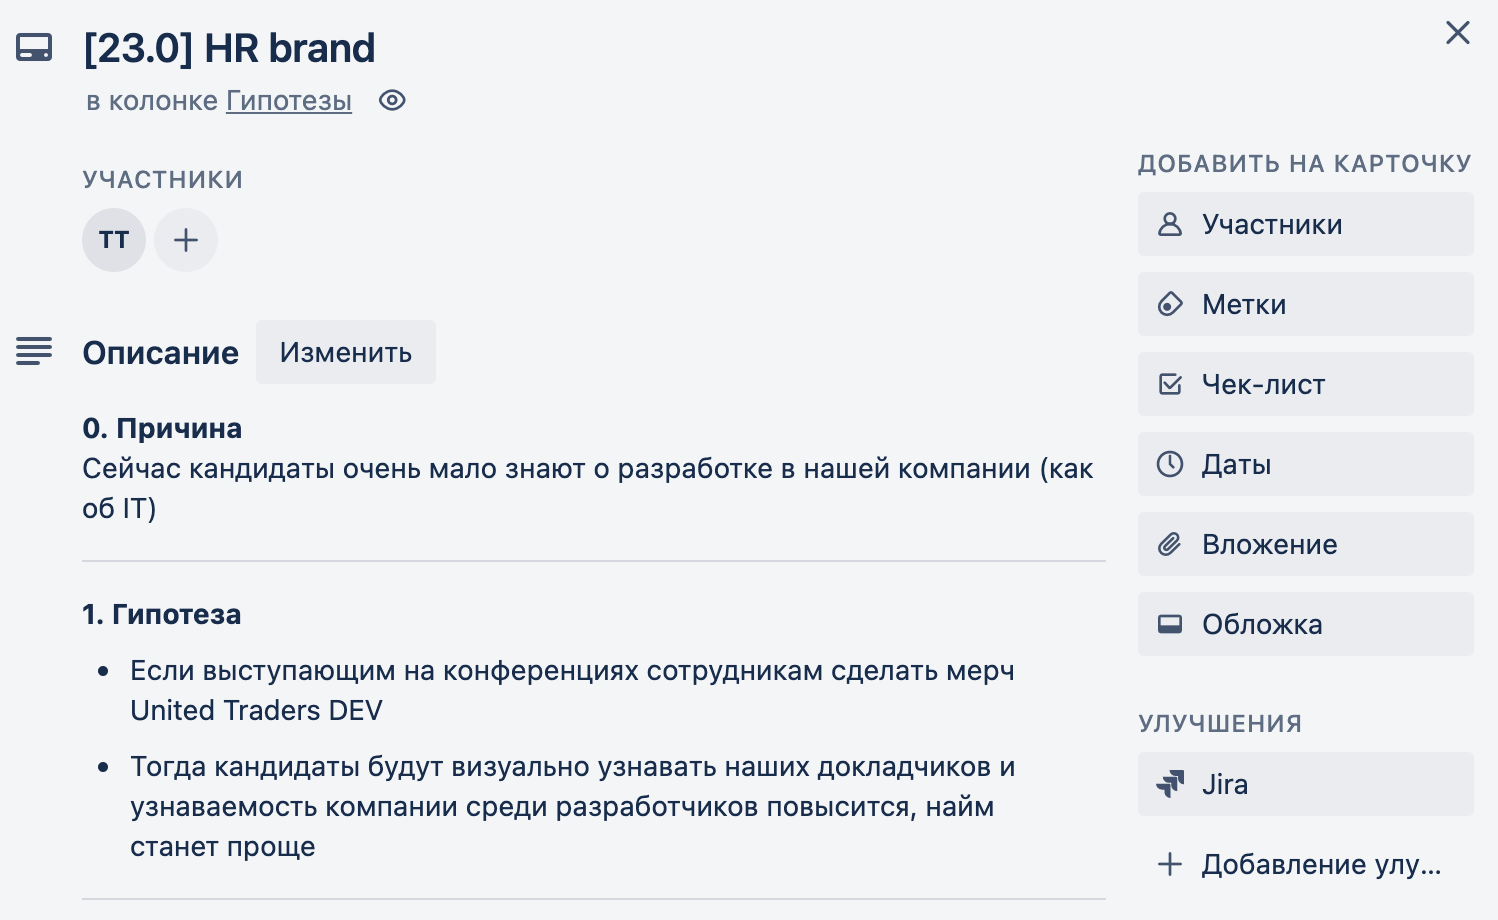 [23.0] HR brand
в колонке Гипотезы
УЧАСТНИКИ
TT
Описание
Изменить
0. Причина
Сейчас кандидаты очень мало знают о разработке в нашей компании (как
об IT)
1. Гипотеза
Если выступающим на конференциях сотрудникам сделать мерч
United Traders DEV
Тогда кандидаты будут визуально узнавать наших докладчиков и
узнаваемость компании среди разработчиков повысится, найм
станет проще
ДОБАВИТЬ НА КАРТОЧКУ
Участники
Метки
Чек-лист
Даты
Вложение
Обложка
УЛУЧШЕНИЯ
Jira
Добавление улу...